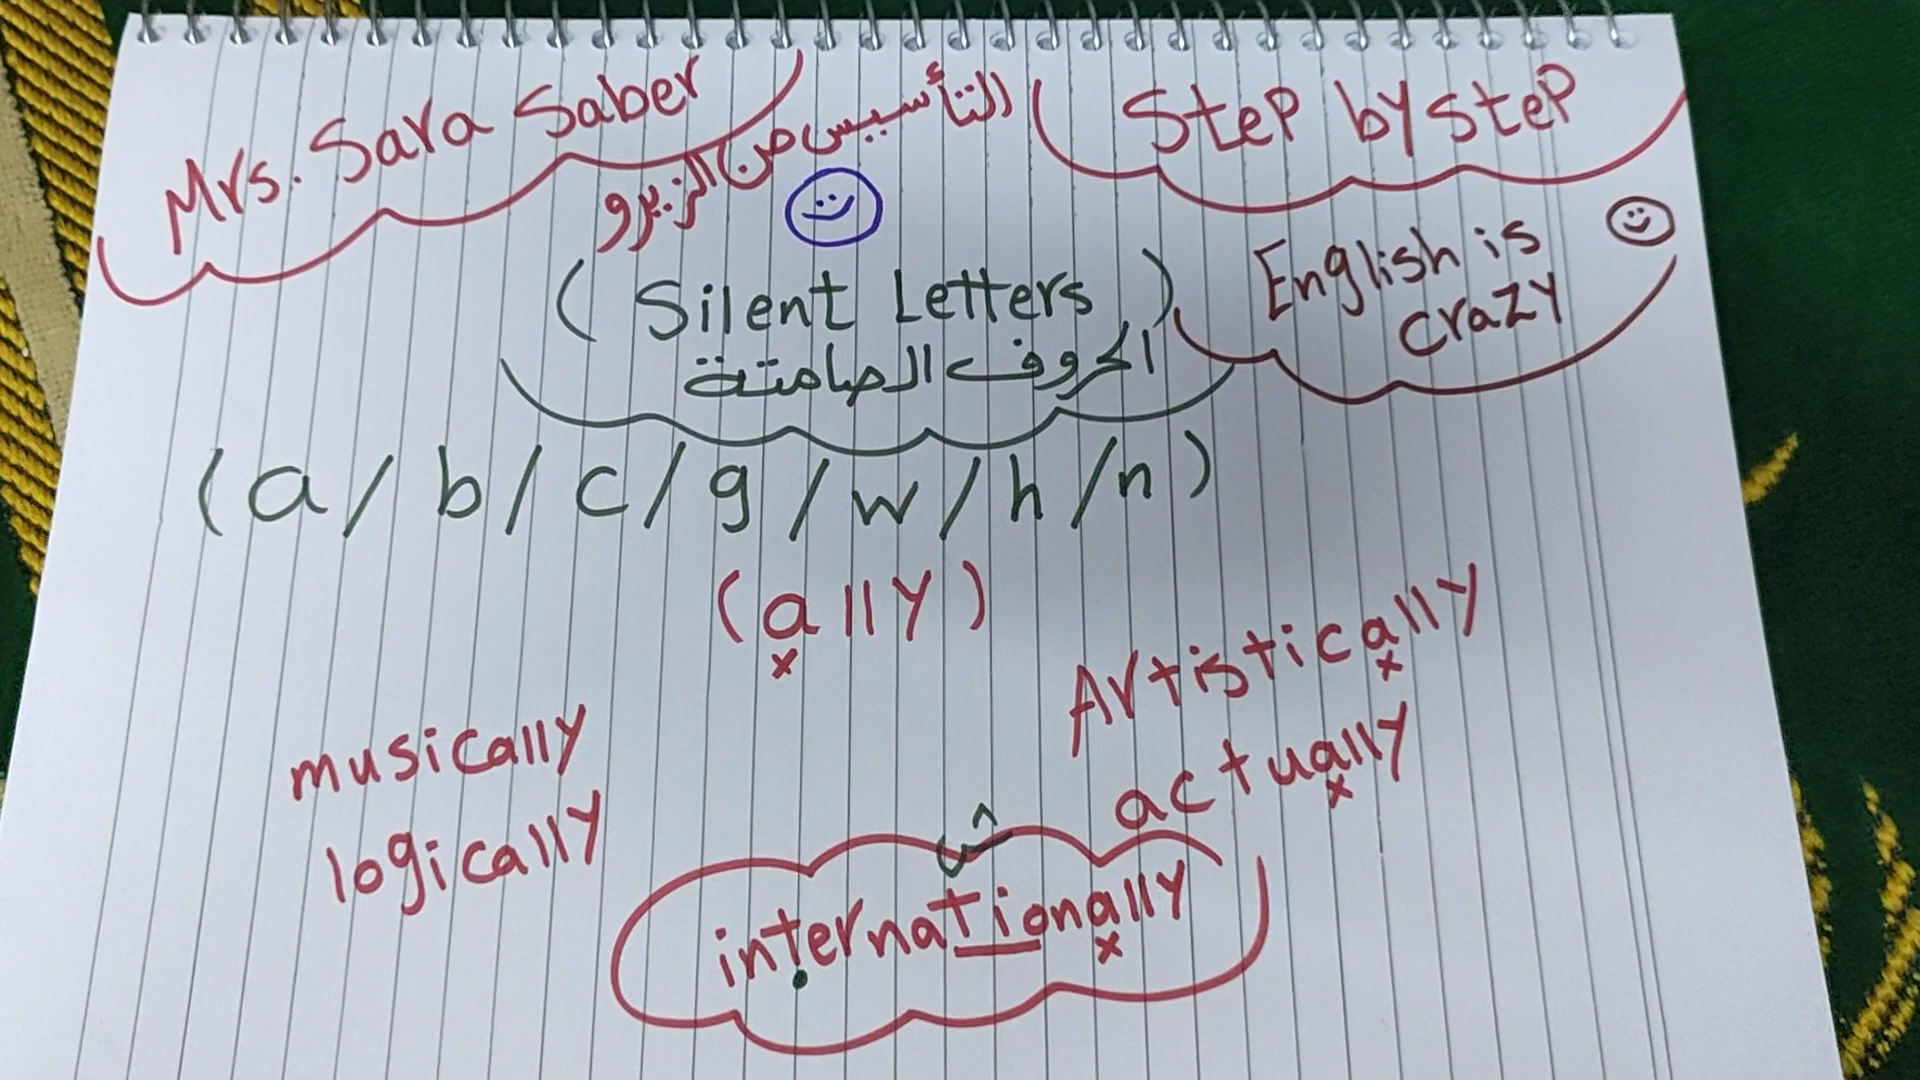 Mrs. Sara Saber
التأسيس من الزيرو
Step by step
(Silent Letters)
الحروف الصامتة
English is
crazy
(a/b/c/g/w/h/n)
(ally)
x
Artistically
x
musically
actually
x
logically
ش
internationally
x